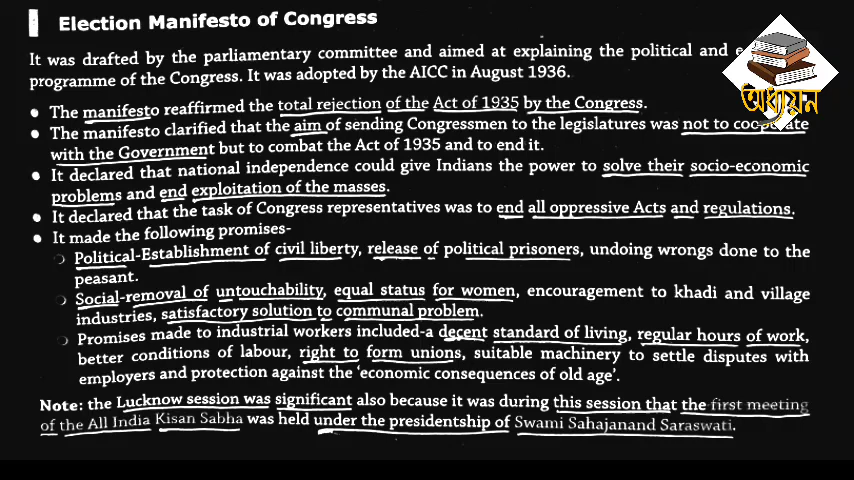 Election Manifesto of Congress
It was drafted by the parliamentary committee and aimed at explaining the political and
programme of the Congress. It was adopted by the AICC in August 1936.
অধ্যয়ন
• The manifesto reaffirmed the total rejection of the Act of 1935 by the Congress.
• The manifesto clarified that the aim of sending Congressmen to the legislatures was not to
with the Government but to combat the Act of 1935 and to end it.
• It declared that national independence could give Indians the power to solve their socio-economic
problems and end exploitation of the masses.
• It declared that the task of Congress representatives was to end all oppressive Acts and regulations.
• It made the following promises-
○ Political-Establishment of civil liberty, release of political prisoners, undoing wrongs done to the
peasant.
○ Social-removal of untouchability, equal status for women, encouragement to khadi and village
industries, satisfactory solution to communal problem.
○ Promises made to industrial workers included-a decent standard of living, regular hours of work,
better conditions of labour, right to form unions, suitable machinery to settle disputes with
employers and protection against the 'economic consequences of old age'.
Note: the Lucknow session was significant also because it was during this session that the first meeting
of the All India Kisan Sabha was held under the presidentship of Swami Sahajanand Saraswati.